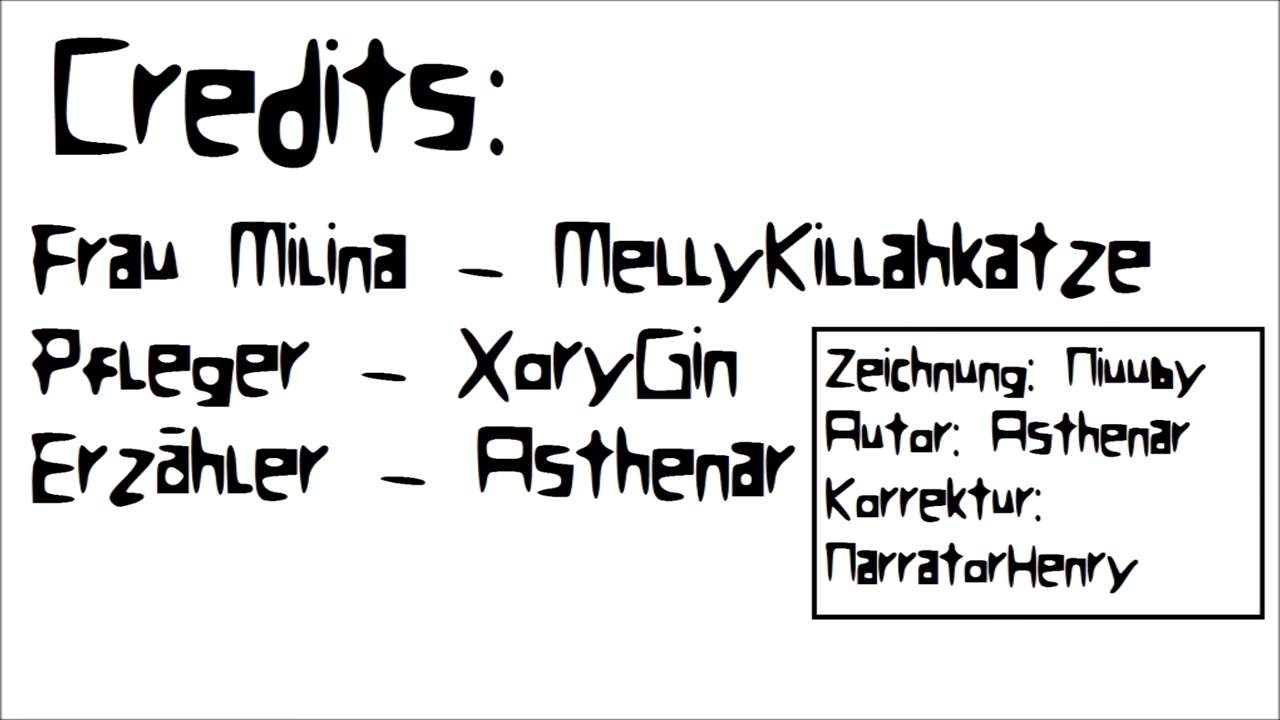 Credits:
Frau Milina - MellyKillahkatze
Pfleger - XoryGin
Erzähler - Asthenar
Zeichnung: Niuuby
Autor: Asthenar
Korrektur:
NarratorHenry